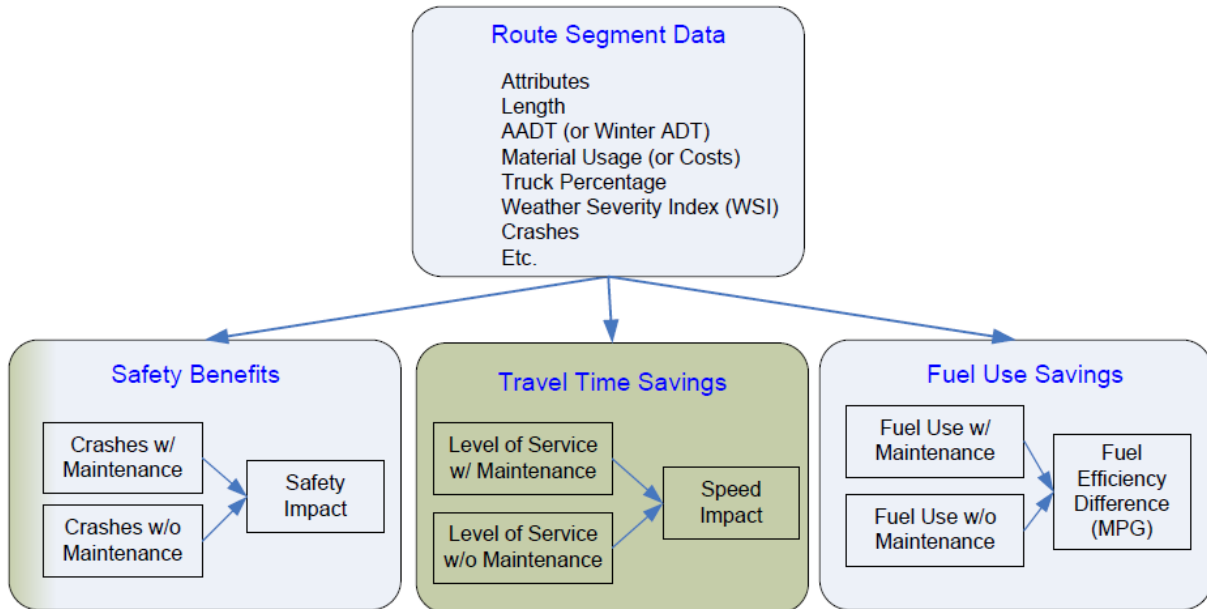 Route Segment Data
Attributes
Length
AADT (or Winter ADT)
Material Usage (or Costs)
Truck Percentage
Weather Severity Index (WSI)
Crashes
Etc.
Safety Benefits
Crashes w/
Maintenance
Crashes w/o
Maintenance
Safety
Impact
Travel Time Savings
Level of Service
w/ Maintenance
Level of Service
w/o Maintenance
Speed
Impact
Fuel Use Savings
Fuel Use w/
Maintenance
Fuel Use w/o
Maintenance
Fuel
Efficiency
Difference
(MPG)